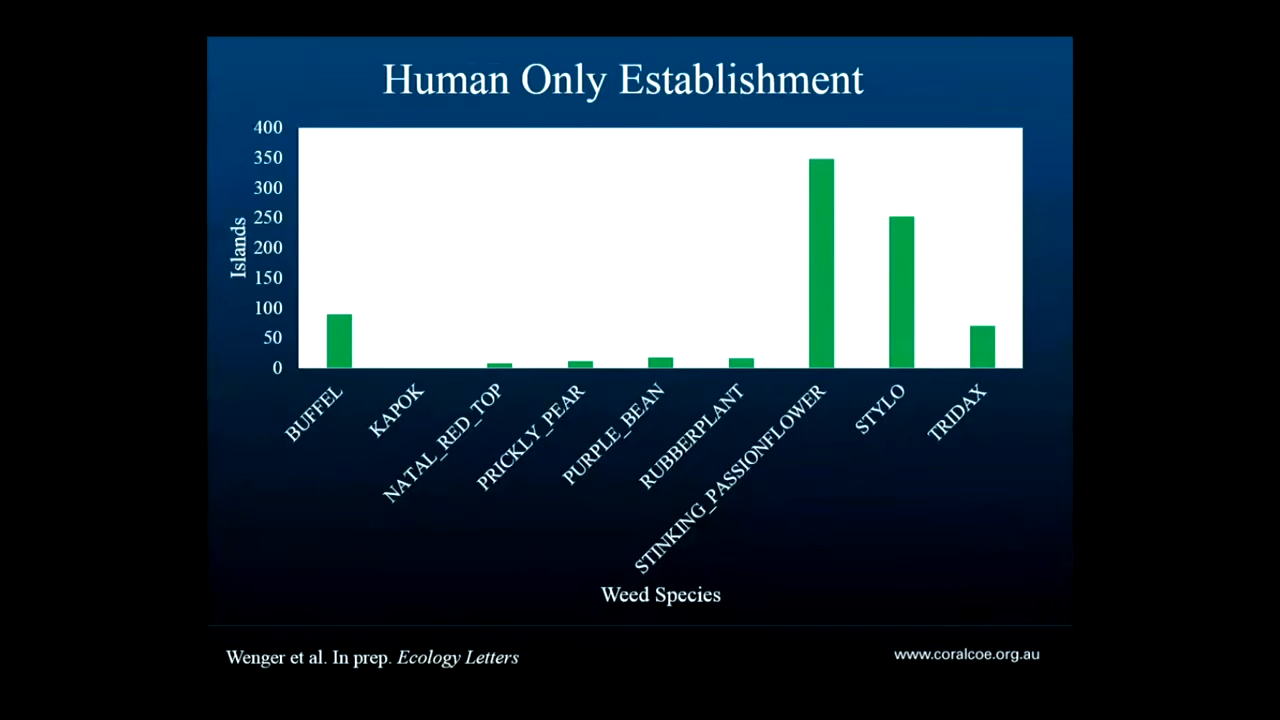 Human Only Establishment
400
350
300
250
200
150
100
50
0
Islands
BUFFEL
KAPOK
NATAL_RED_TOP
PRICKLY_PEAR
PURPLE_BEAN
RUBBERPLANT
STINKING_PASSIONFLOWER
STYLO
TRIDAX
Weed Species
Wenger et al. In prep. Ecology Letters
www.coralcoe.org.au